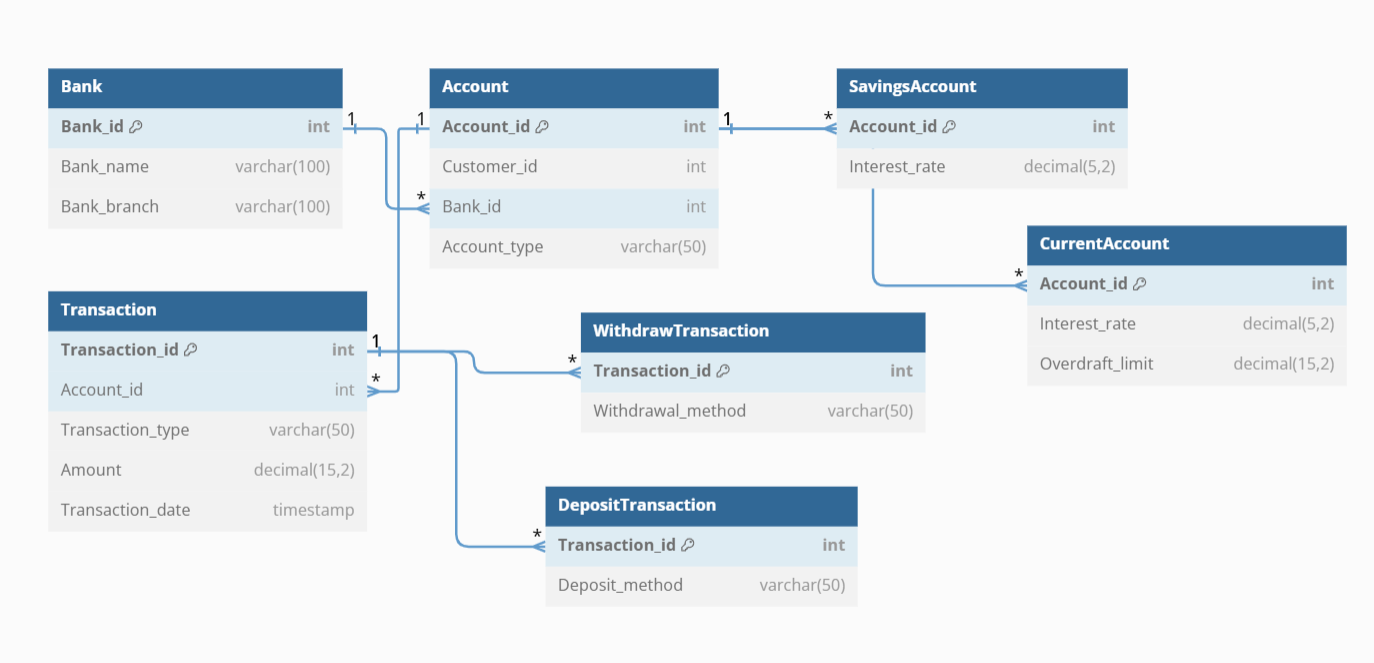 Bank
Bank_id int
Bank_name varchar(100)
Bank_branch varchar(100)
1
*
Account
Account_id int
Customer_id int
Bank_id int
Account_type varchar(50)
1
1
*
SavingsAccount
Account_id int
Interest_rate decimal(5,2)
*
CurrentAccount
Account_id int
Interest_rate decimal(5,2)
Overdraft_limit decimal(15,2)
Transaction
Transaction_id int
Account_id int
Transaction_type varchar(50)
Amount decimal(15,2)
Transaction_date timestamp
1
*
*
WithdrawTransaction
Transaction_id int
Withdrawal_method varchar(50)
*
DepositTransaction
Transaction_id int
Deposit_method varchar(50)